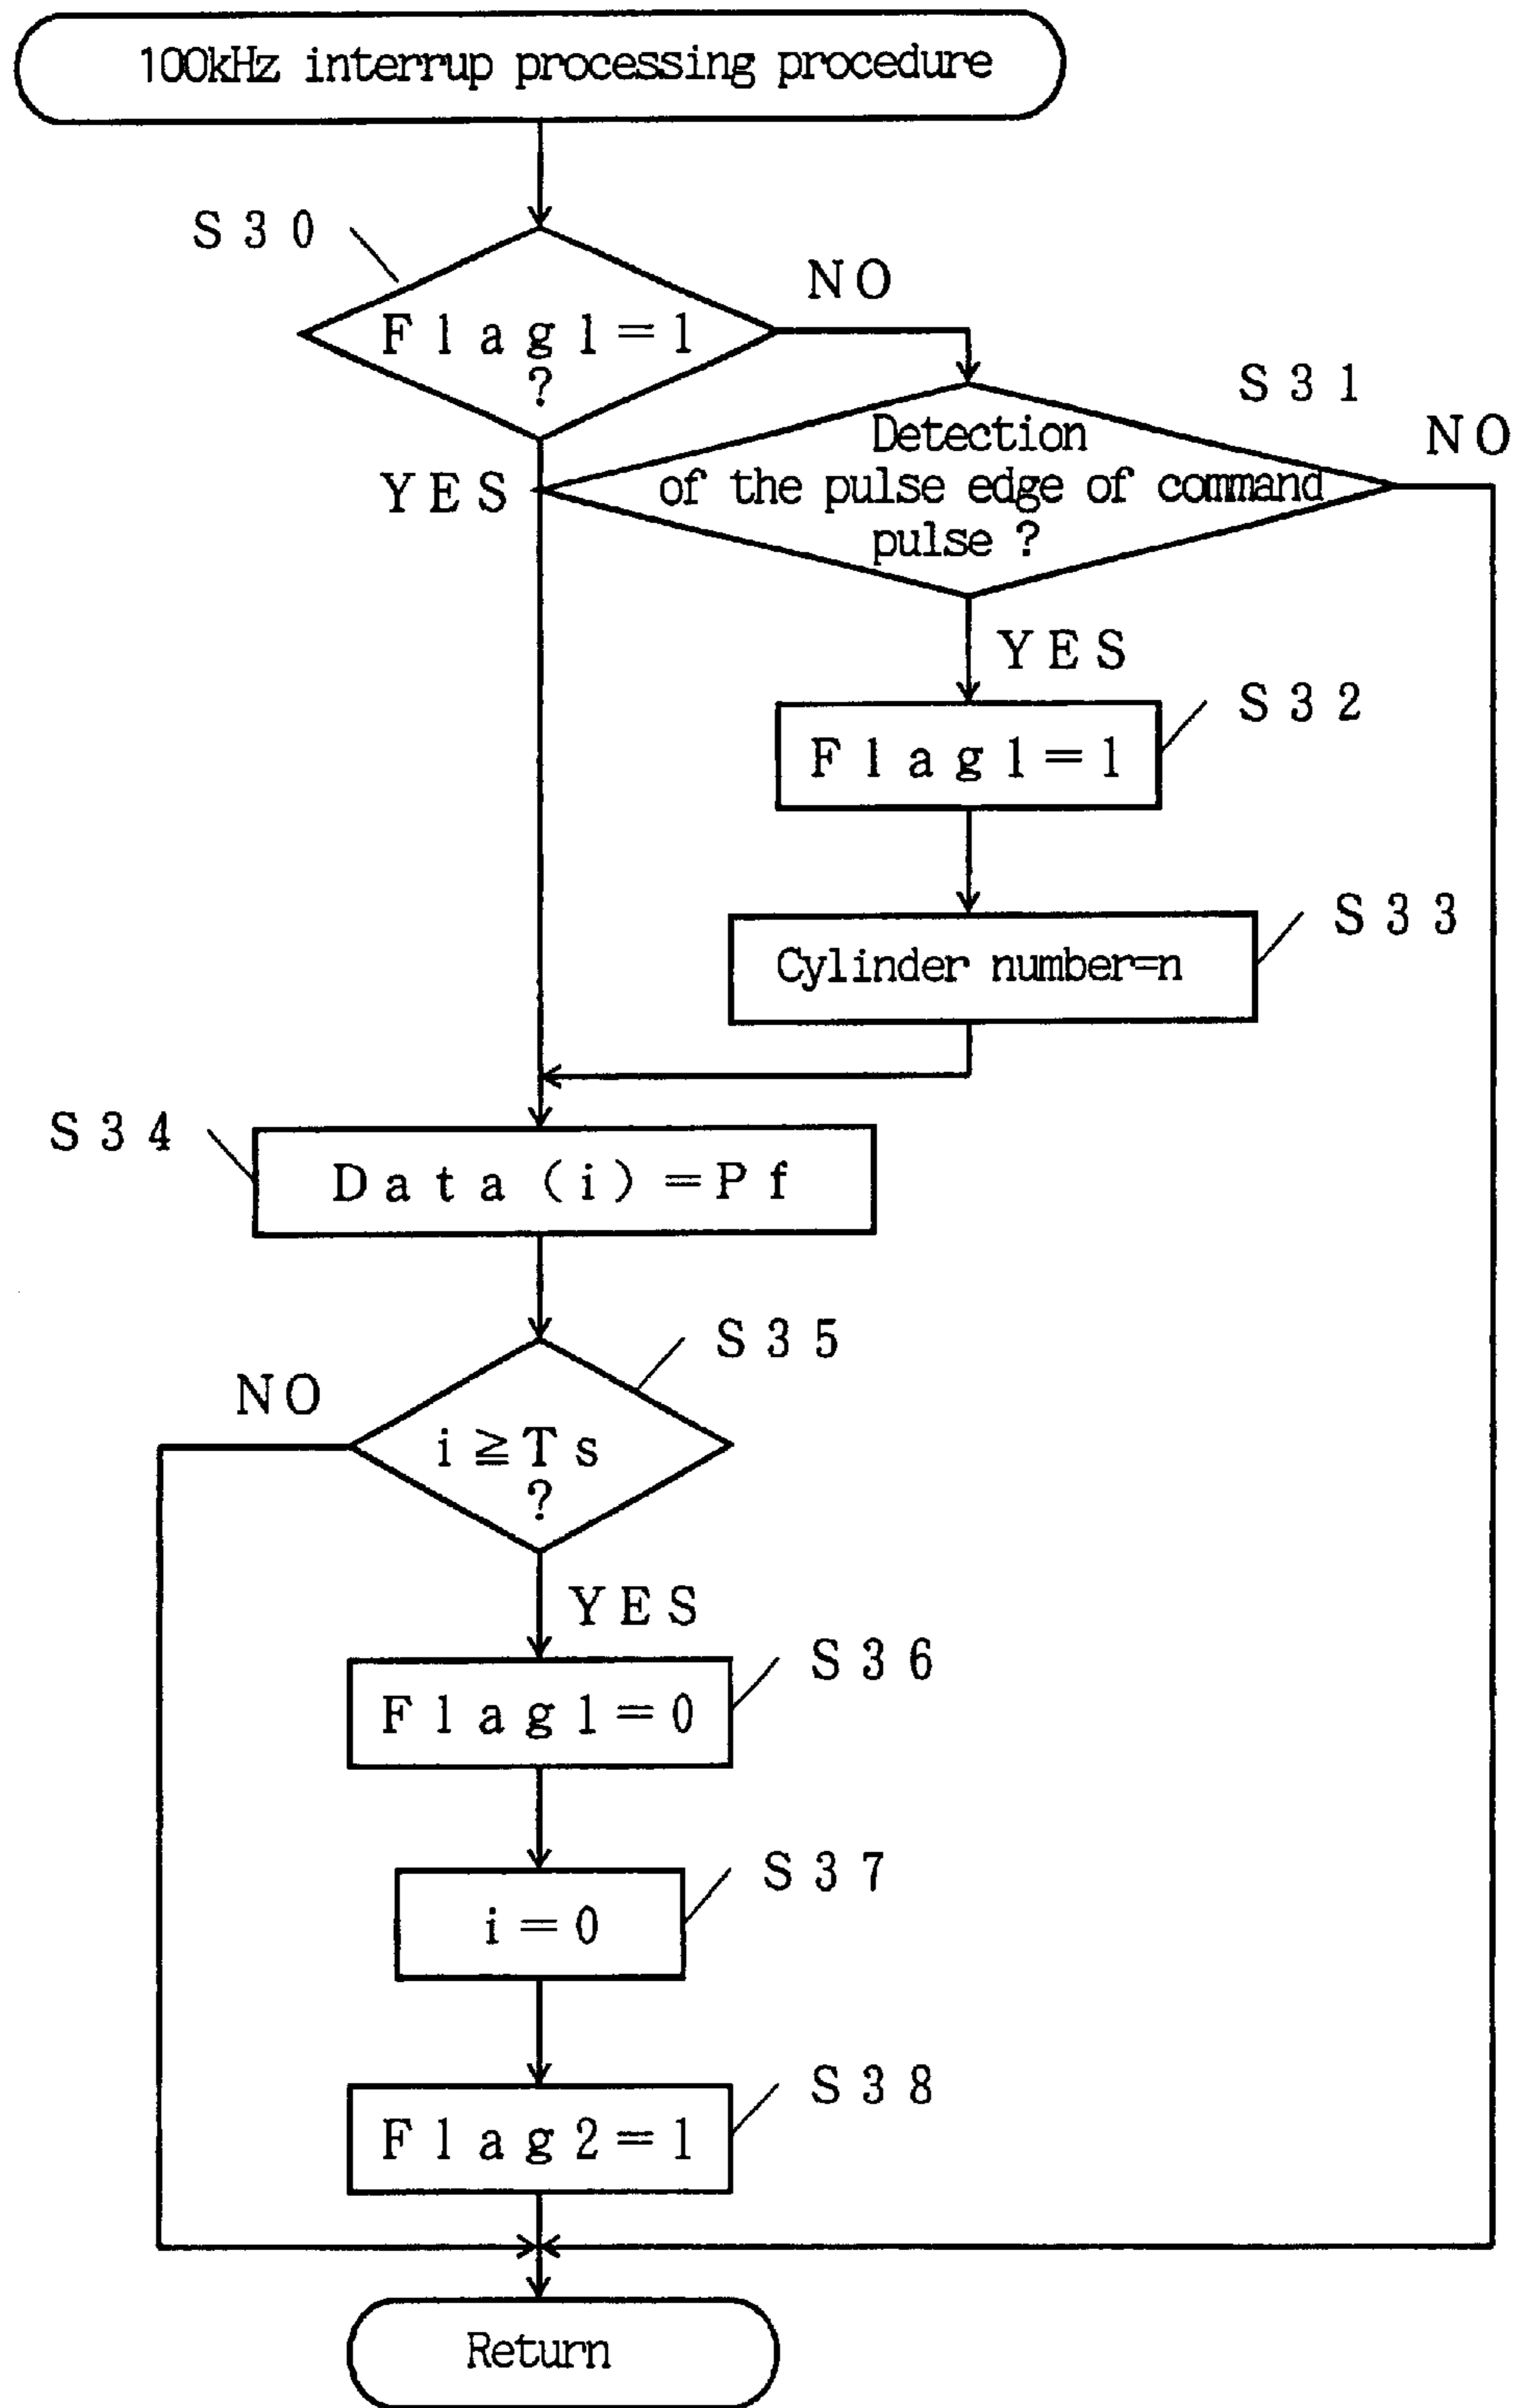 100kHz interrup processing procedure
S30
NO
Flag1=1
?
S31
NO
Detection
of the pulse edge of command
pulse ?
YES
YES
S32
Flag1=1
S33
Cylinder number=n
S34
Data(i)=Pf
S35
NO
i≧Ts
?
YES
S36
Flag1=0
S37
i=0
S38
Flag2=1
Return